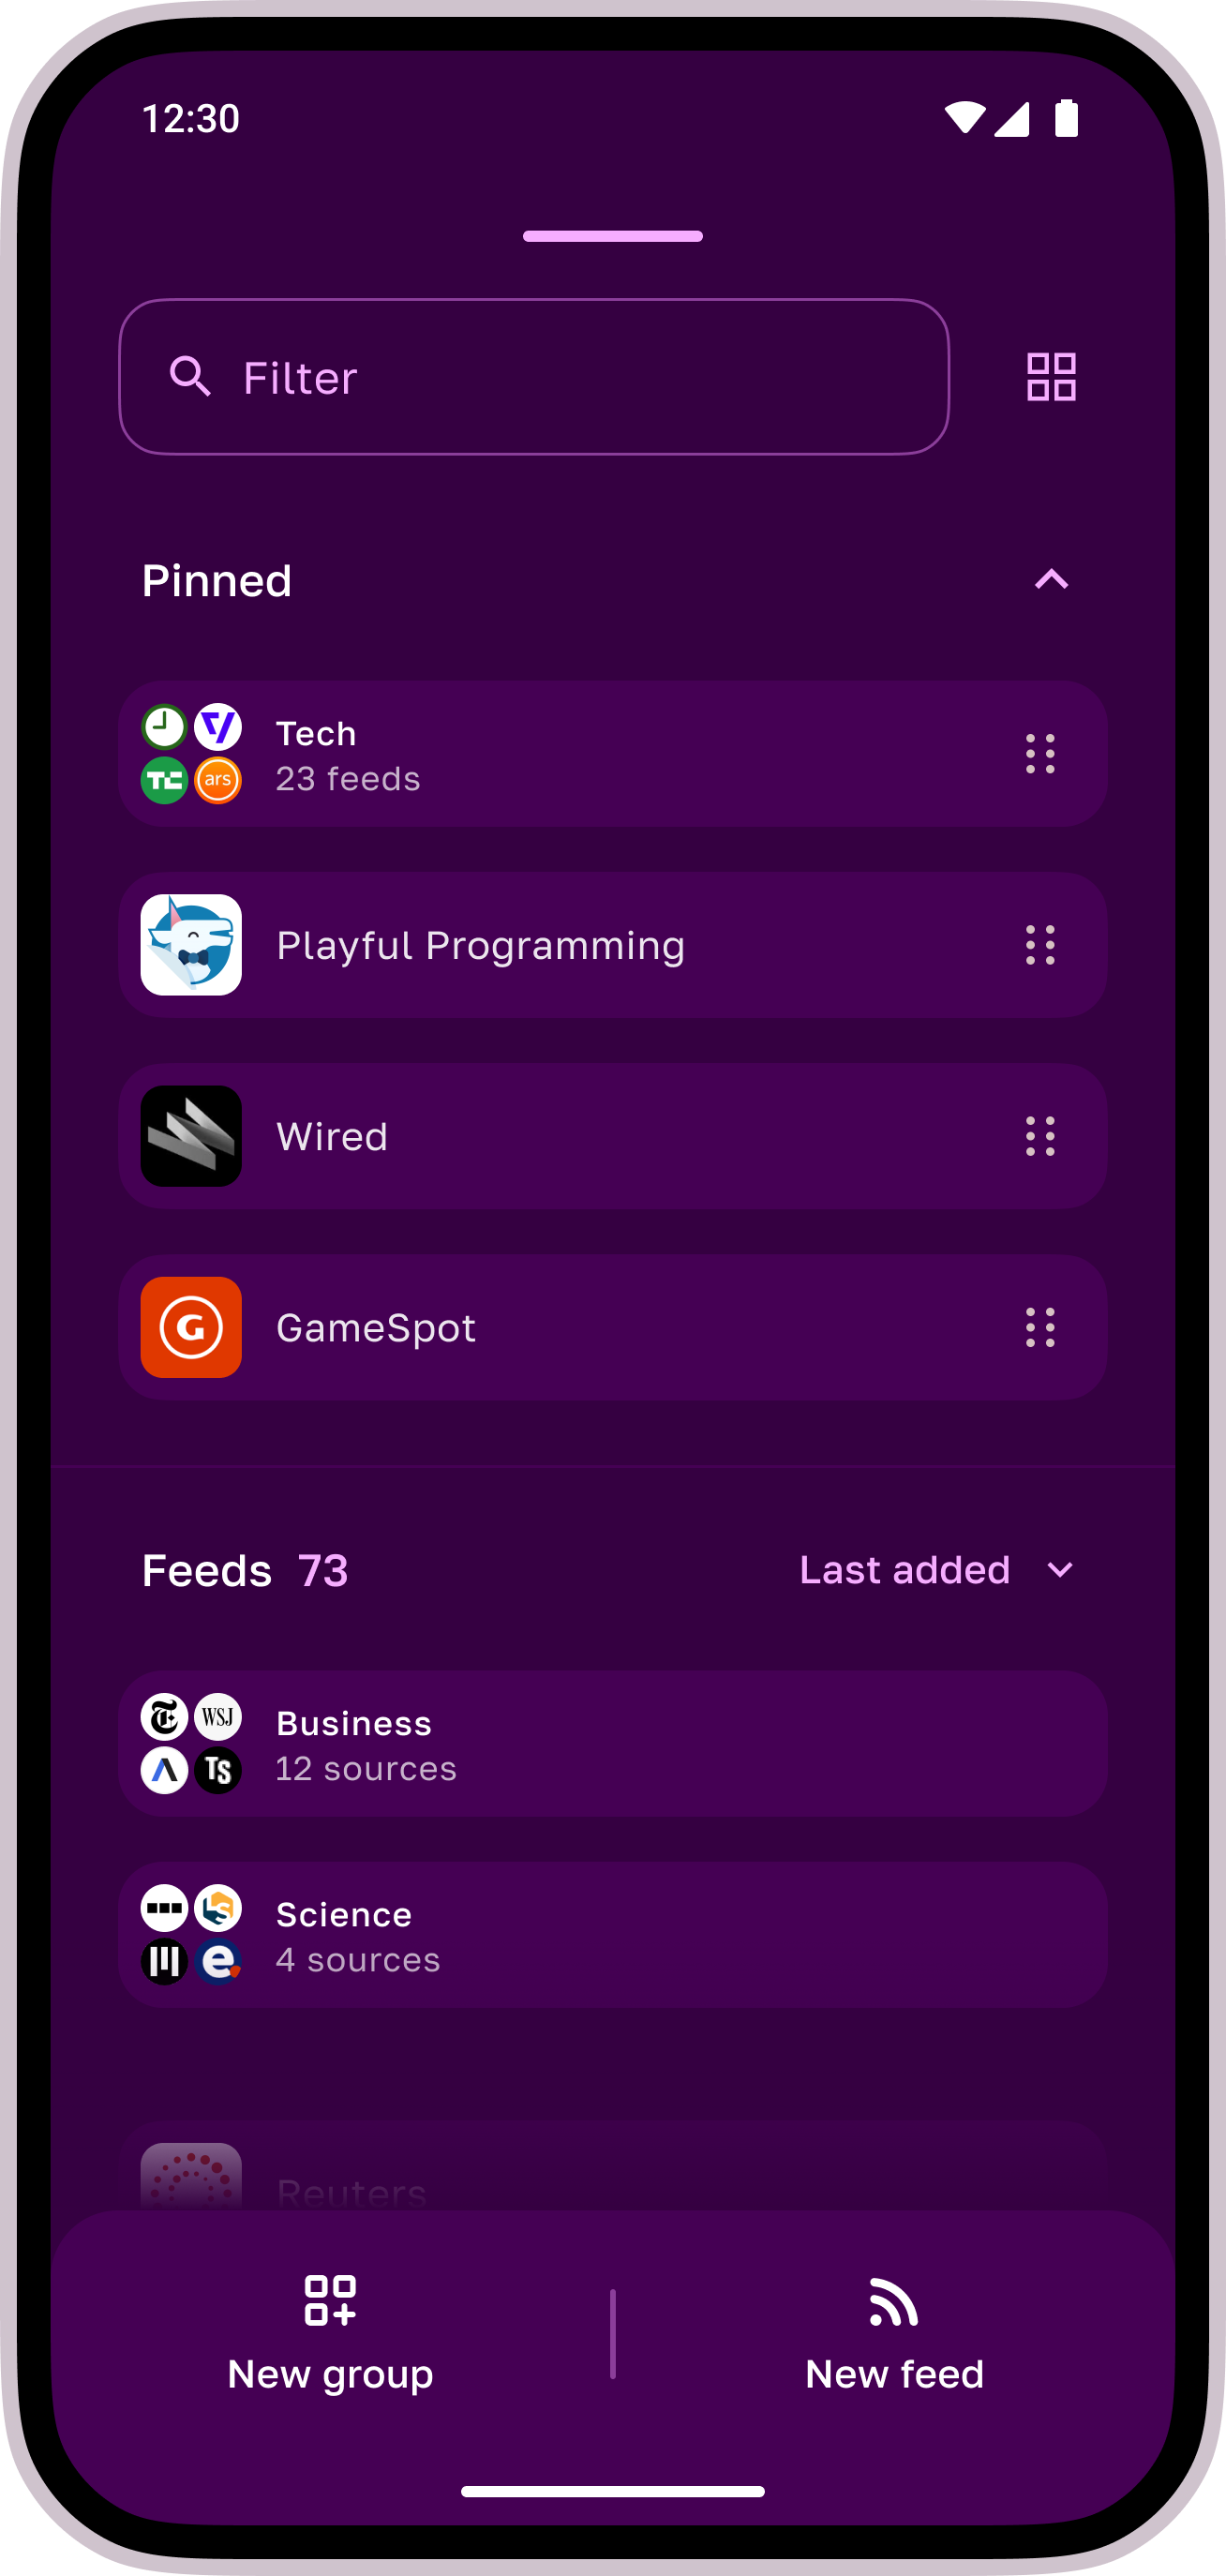 12:30
Filter
Pinned
Tech
23 feeds
TC
ars
Playful Programming
Wired
G
GameSpot
Feeds 73 Last added
T WSJ
TS
Business
12 sources
e
Science
4 sources
Reuters
New group
New feed